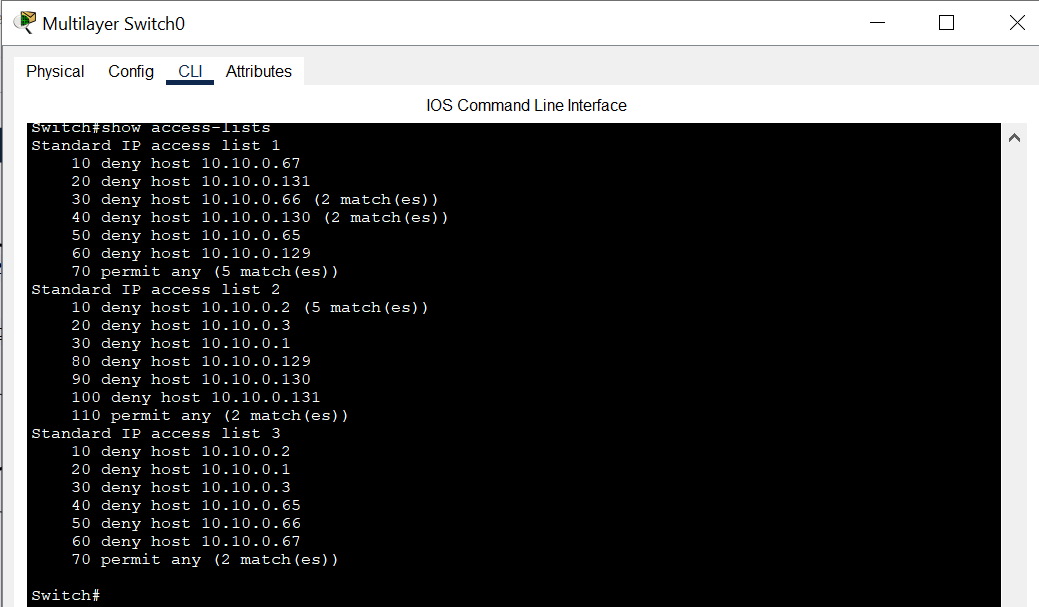 Multilayer Switch0
Physical Config CLI Attributes
IOS Command Line Interface
Switch#show access-lists
Standard IP access list 1
    10 deny host 10.10.0.67
    20 deny host 10.10.0.131
    30 deny host 10.10.0.66 (2 match(es))
    40 deny host 10.10.0.130 (2 match(es))
    50 deny host 10.10.0.65
    60 deny host 10.10.0.129
    70 permit any (5 match(es))
Standard IP access list 2
    10 deny host 10.10.0.2 (5 match(es))
    20 deny host 10.10.0.3
    30 deny host 10.10.0.1
    80 deny host 10.10.0.129
    90 deny host 10.10.0.130
    100 deny host 10.10.0.131
    110 permit any (2 match(es))
Standard IP access list 3
    10 deny host 10.10.0.2
    20 deny host 10.10.0.1
    30 deny host 10.10.0.3
    40 deny host 10.10.0.65
    50 deny host 10.10.0.66
    60 deny host 10.10.0.67
    70 permit any (2 match(es))
Switch#